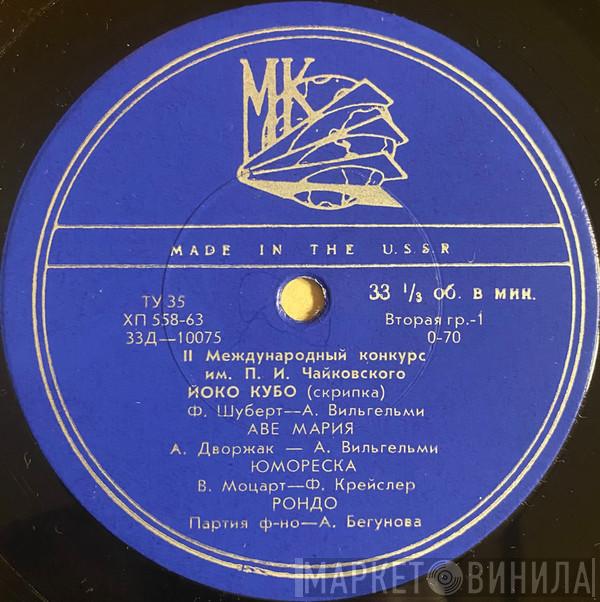 МК
MADE IN THE U.S.S.R
ТУ 35
ХП 558-63
33Д—10075
33 1/3 об. в мин.
Вторая гр.-1
0-70
II Международный конкурс
им. П. И. Чайковского
ЙОКО КУБО (скрипка)
Ф. Шуберт—А. Вильгельми
АВЕ МАРИЯ
А. Дворжак — А. Вильгельми
ЮМОРЕСКА
В. Моцарт—Ф. Крейслер
РОНДО
Партия ф-но—А. Бегунова
МАРКЕТ ВИНИЛА